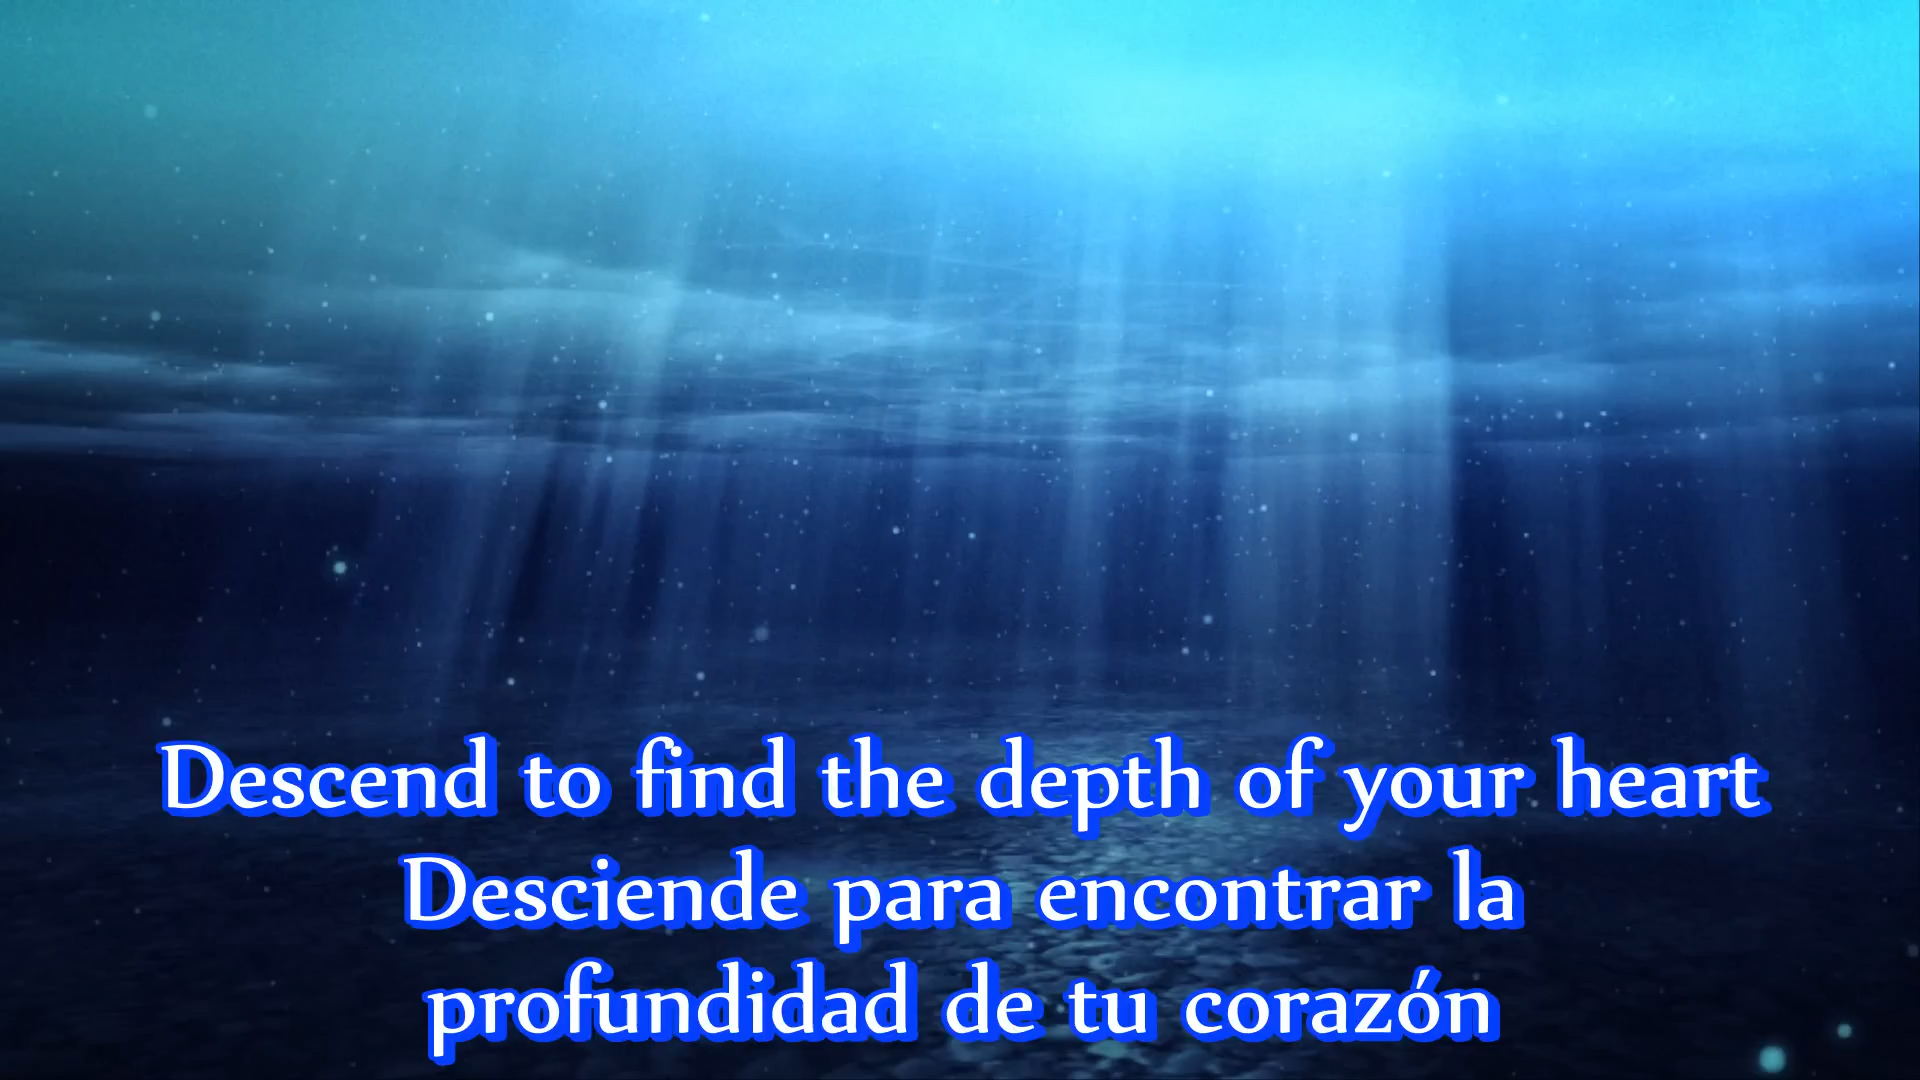 Descend to find the depth of your heart
Desciende para encontrar la
profundidad de tu corazón